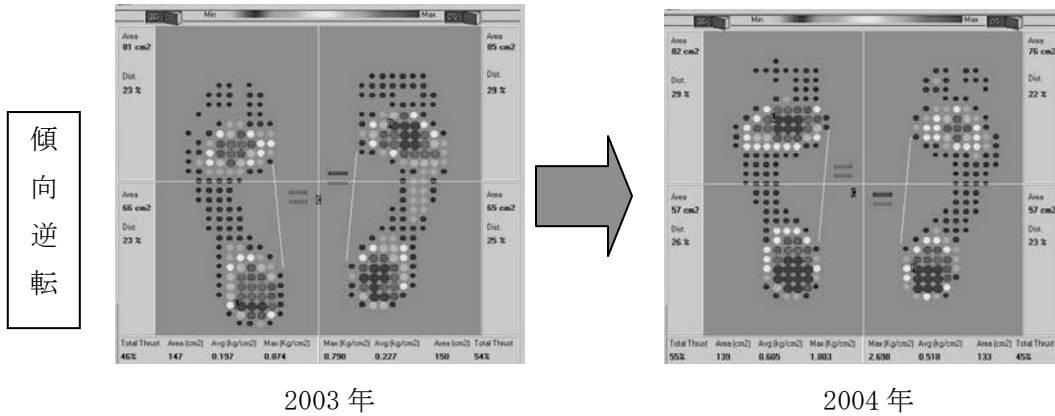 Min
Max
Area
81 cm2
Dist.
23 %
Area
85 cm2
Dist.
29 %
Area
66 cm2
Dist.
23 %
Area
65 cm2
Dist.
25 %
Total Thrust Area (cm2) Avg (kg/cm2) Max (Kg/cm2) Max (Kg/cm2) Avg (kg/cm2) Area (cm2) Total Thrust
46% 147 0.197 0.874 0.790 0.227 150 54%
2003 年
傾向逆転
Min
Max
Area
82 cm2
Dist.
29 %
Area
76 cm2
Dist.
22 %
Area
57 cm2
Dist.
26 %
Area
57 cm2
Dist.
23 %
Total Thrust Area (cm2) Avg (Kg/cm2) Max (Kg/cm2) Max (Kg/cm2) Avg (kg/cm2) Area (cm2) Total Thrust
55% 139 0.605 1.803 2.698 0.518 133 45%
2004 年